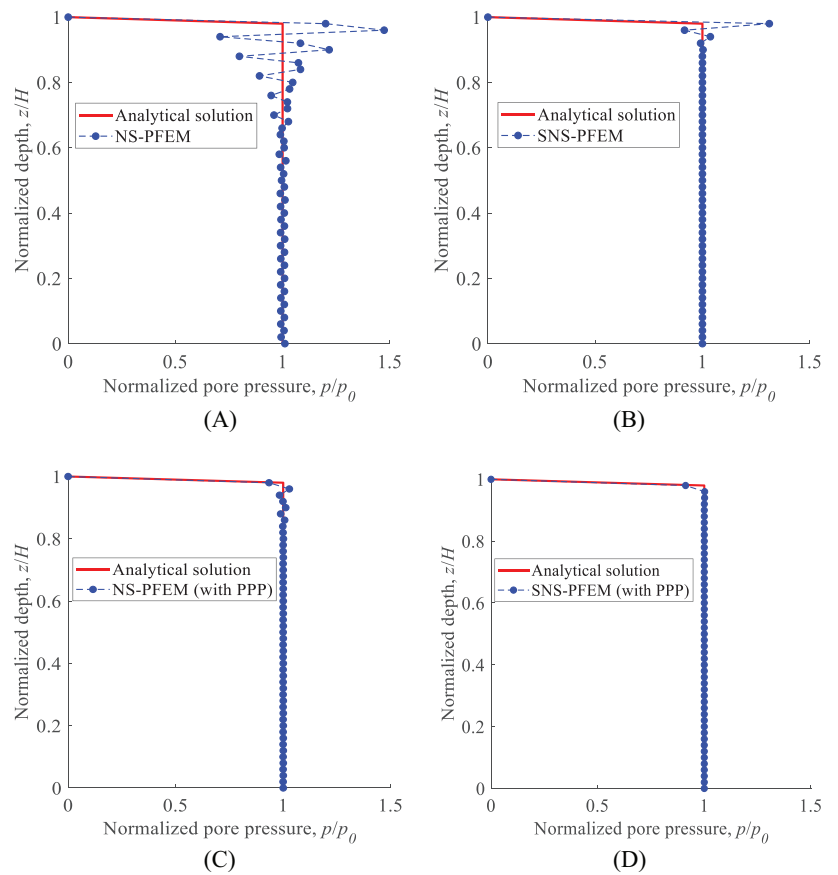 1
0.8
0.6
0.4
0.2
0
0
0.5
1
1.5
Normalized depth, z/H
Normalized pore pressure, p/p0
Analytical solution
NS-PFEM
(A)
1
0.8
0.6
0.4
0.2
0
0
0.5
1
1.5
Normalized depth, z/H
Normalized pore pressure, p/p0
Analytical solution
SNS-PFEM
(B)
1
0.8
0.6
0.4
0.2
0
0
0.5
1
1.5
Normalized depth, z/H
Normalized pore pressure, p/p0
Analytical solution
NS-PFEM (with PPP)
(C)
1
0.8
0.6
0.4
0.2
0
0
0.5
1
1.5
Normalized depth, z/H
Normalized pore pressure, p/p0
Analytical solution
SNS-PFEM (with PPP)
(D)